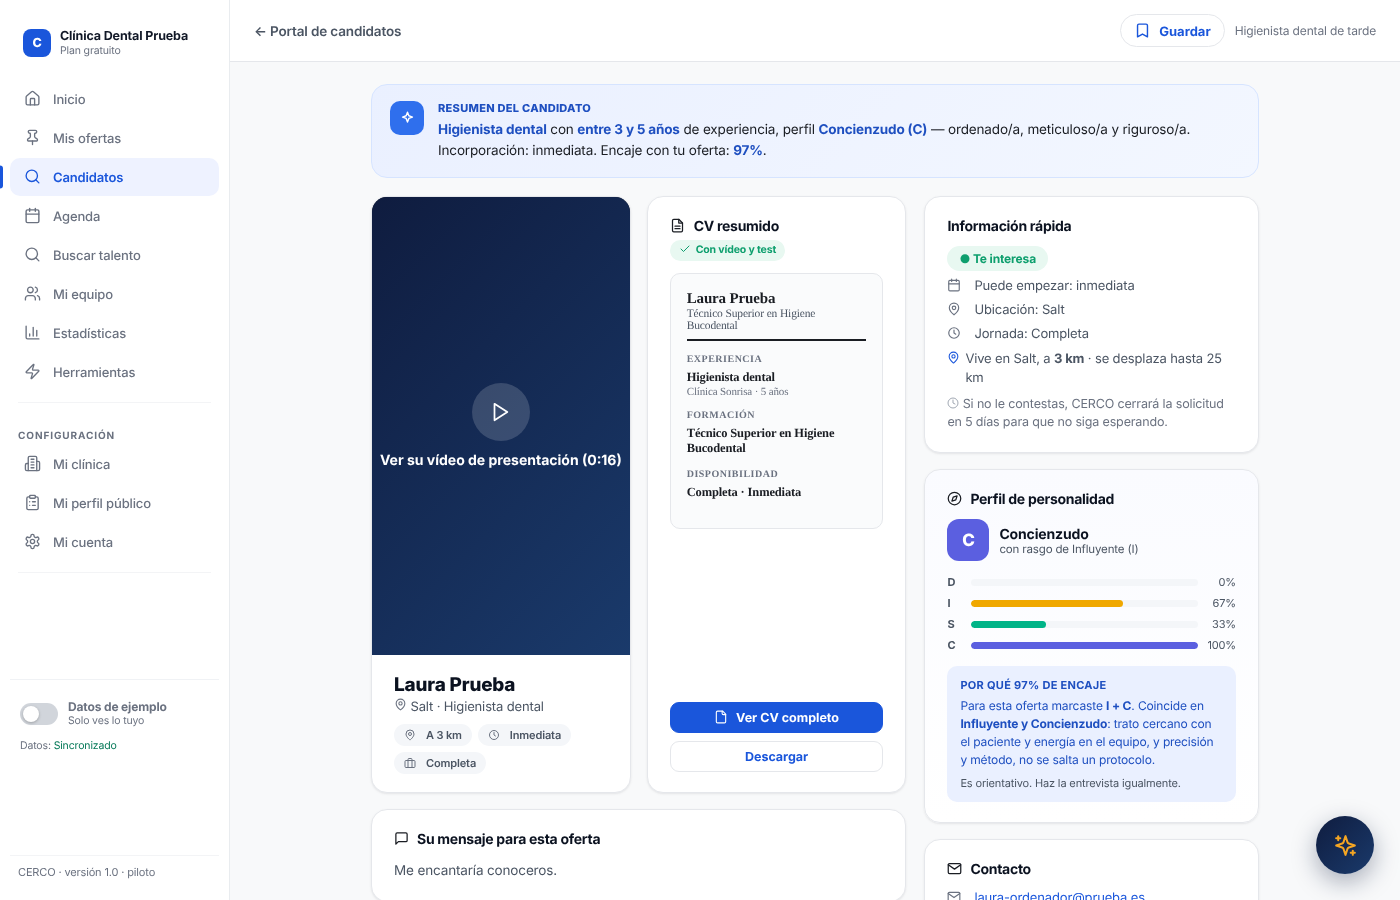 C
Clínica Dental Prueba
Plan gratuito
Inicio
Mis ofertas
Candidatos
Agenda
Buscar talento
Mi equipo
Estadísticas
Herramientas
CONFIGURACIÓN
Mi clínica
Mi perfil público
Mi cuenta
Datos de ejemplo
Solo ves lo tuyo
Datos: Sincronizado
CERCO · versión 1.0 · piloto
← Portal de candidatos
Guardar
Higienista dental de tarde
RESUMEN DEL CANDIDATO
Higienista dental con entre 3 y 5 años de experiencia, perfil Concienzudo (C) — ordenado/a, meticuloso/a y riguroso/a.
Incorporación: inmediata. Encaje con tu oferta: 97%.
Ver su vídeo de presentación (0:16)
Laura Prueba
Salt · Higienista dental
A 3 km
Inmediata
Completa
CV resumido
Con vídeo y test
Laura Prueba
Técnico Superior en Higiene
Bucodental
EXPERIENCIA
Higienista dental
Clínica Sonrisa · 5 años
FORMACIÓN
Técnico Superior en Higiene
Bucodental
DISPONIBILIDAD
Completa · Inmediata
Ver CV completo
Descargar
Su mensaje para esta oferta
Me encantaría conoceros.
Información rápida
Te interesa
Puede empezar: inmediata
Ubicación: Salt
Jornada: Completa
Vive en Salt, a 3 km · se desplaza hasta 25
km
Si no le contestas, CERCO cerrará la solicitud
en 5 días para que no siga esperando.
Perfil de personalidad
C
Concienzudo
con rasgo de Influyente (I)
D 0%
I 67%
S 33%
C 100%
POR QUÉ 97% DE ENCAJE
Para esta oferta marcaste I + C. Coincide en
Influyente y Concienzudo: trato cercano con
el paciente y energía en el equipo, y precisión
y método, no se salta un protocolo.
Es orientativo. Haz la entrevista igualmente.
Contacto
laura-ordenador@prueba.es